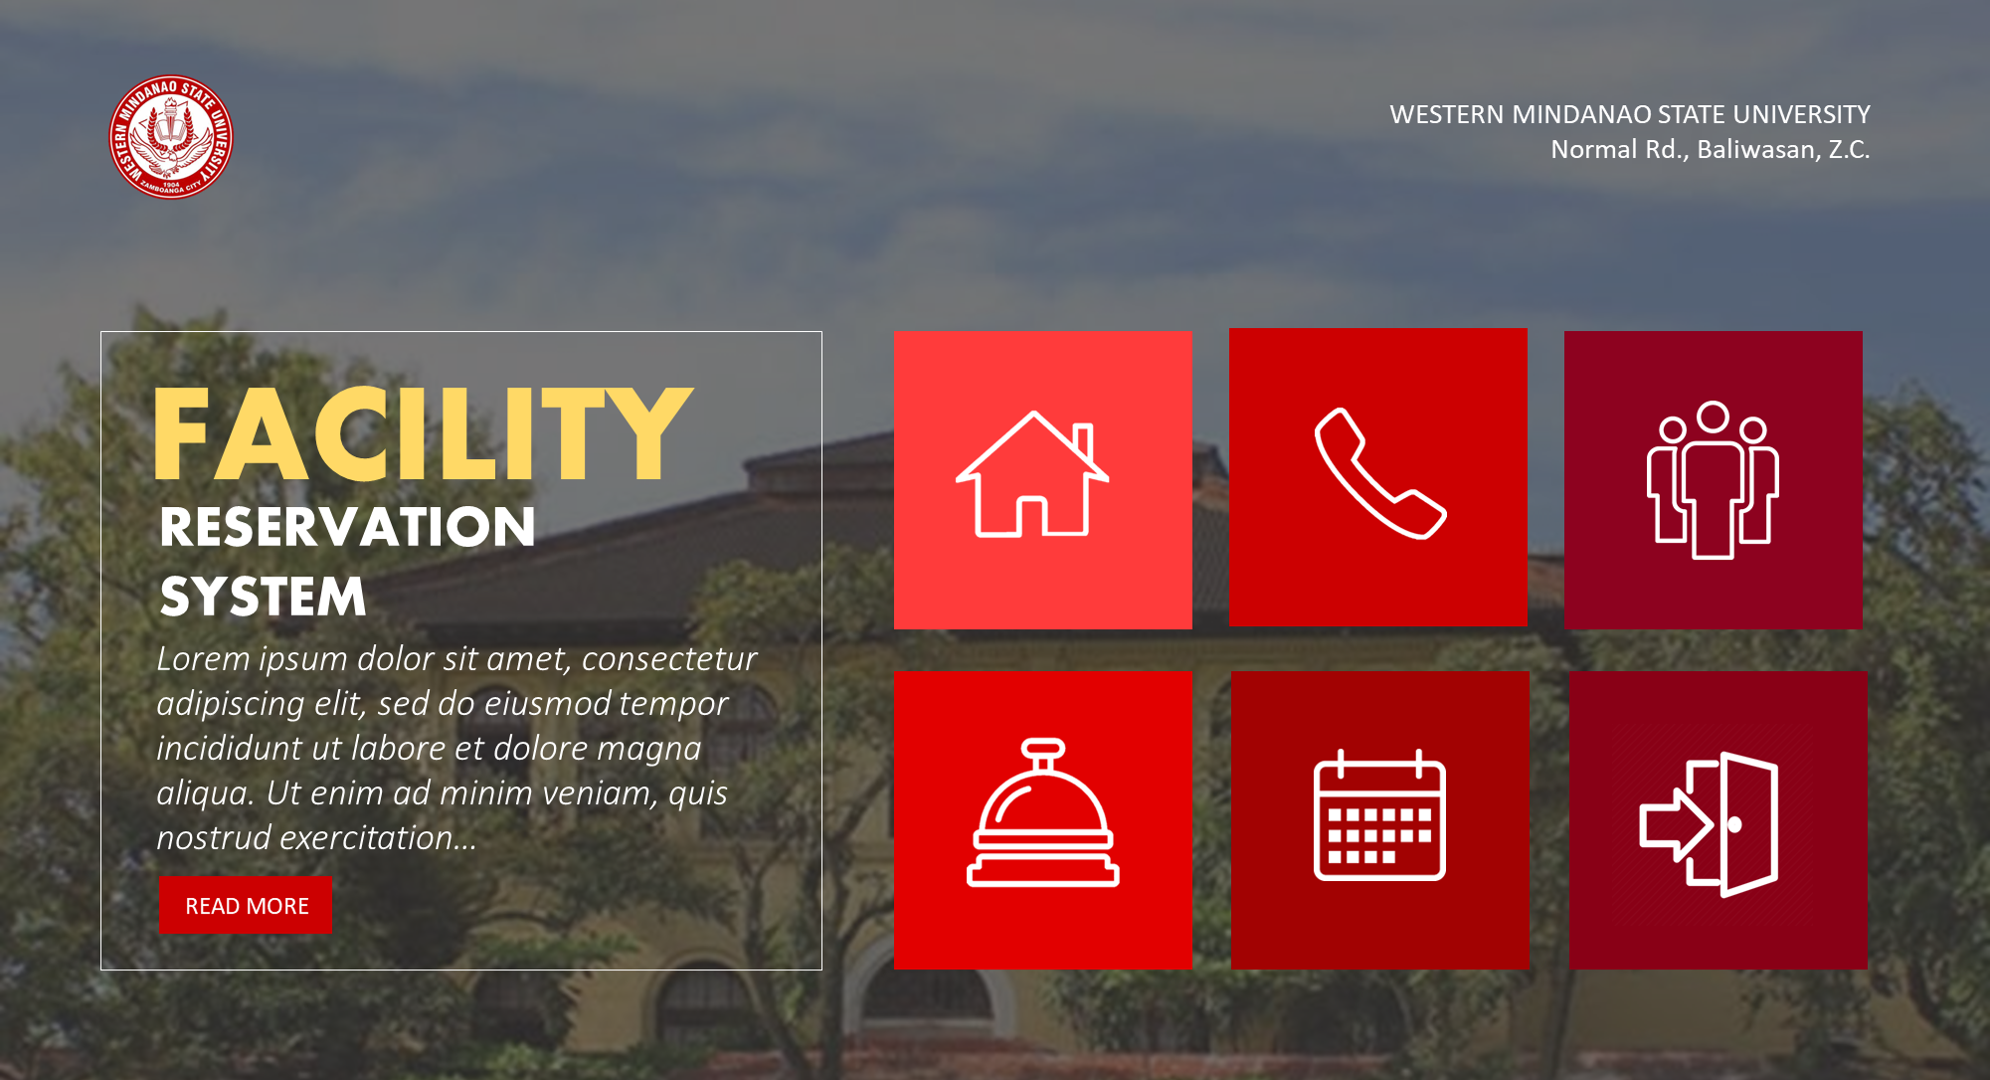 WESTERN MINDANAO STATE UNIVERSITY
1904
ZAMBOANGA CITY
WESTERN MINDANAO STATE UNIVERSITY
Normal Rd., Baliwasan, Z.C.
FACILITY
RESERVATION
SYSTEM
Lorem ipsum dolor sit amet, consectetur
adipiscing elit, sed do eiusmod tempor
incididunt ut labore et dolore magna
aliqua. Ut enim ad minim veniam, quis
nostrud exercitation...
READ MORE